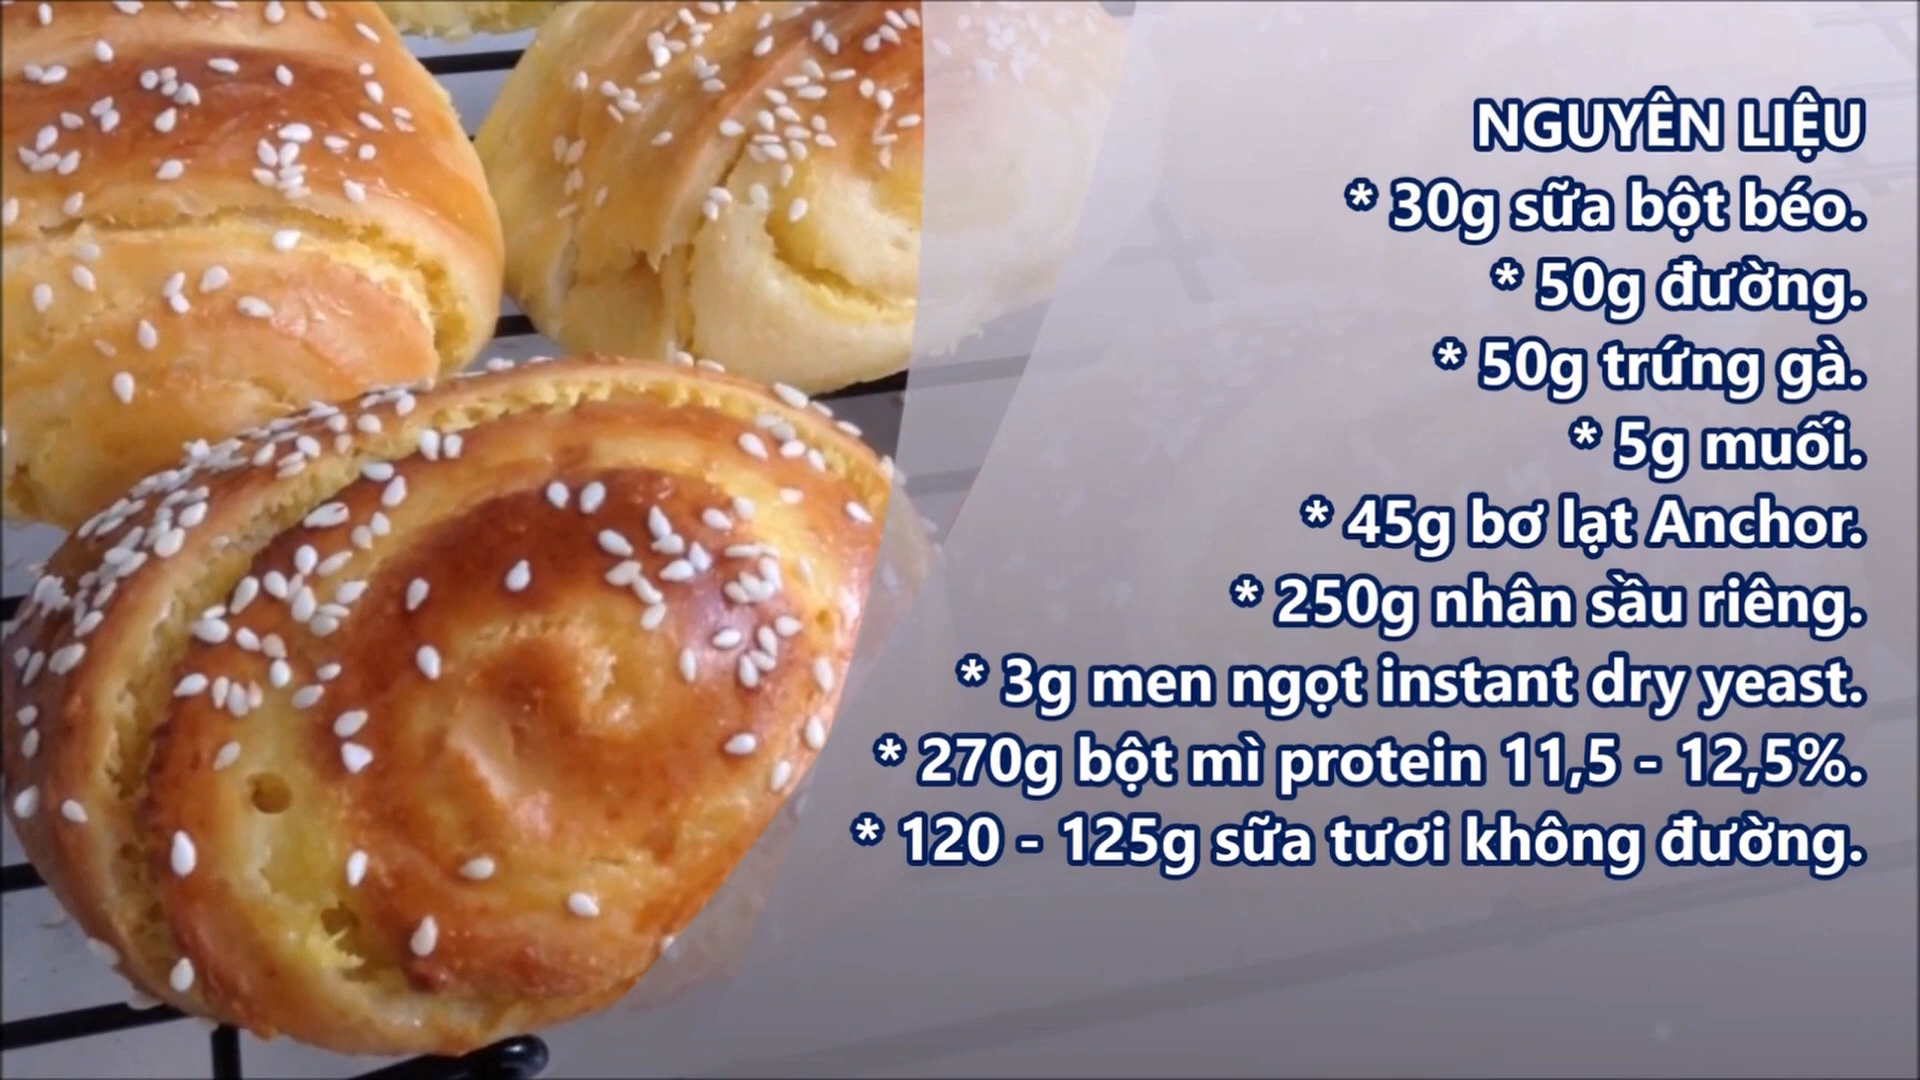 NGUYÊN LIỆU
* 30g sữa bột béo.
* 50g đường.
* 50g trứng gà.
* 5g muối.
* 45g bơ lạt Anchor.
* 250g nhân sầu riêng.
* 3g men ngọt instant dry yeast.
* 270g bột mì protein 11,5 - 12,5%.
* 120 - 125g sữa tươi không đường.